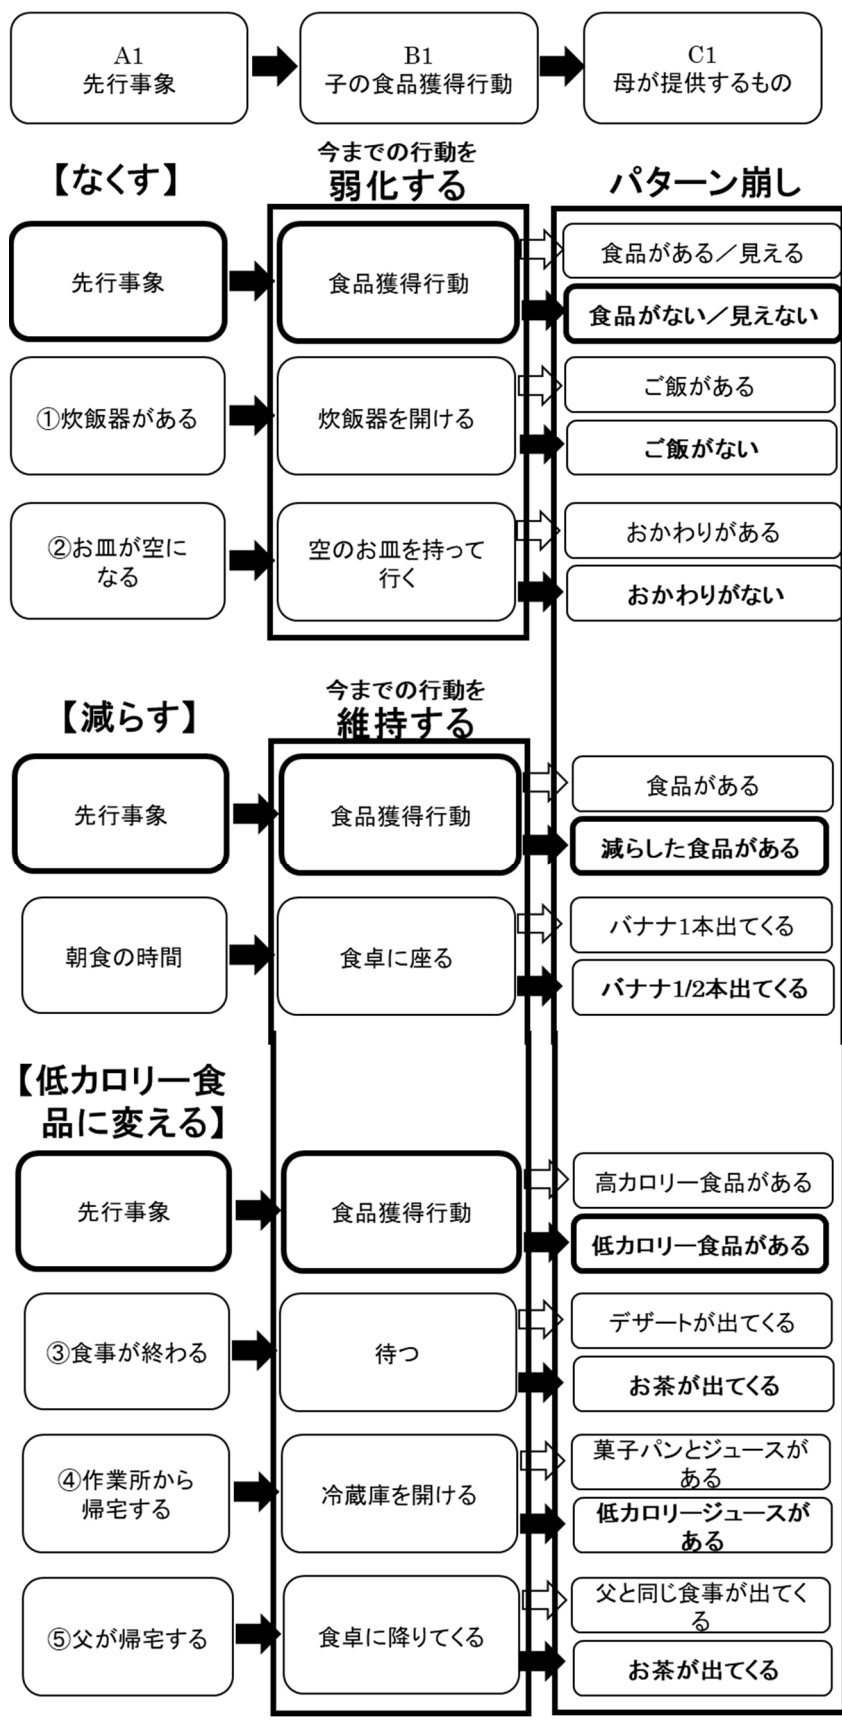 A1
先行事象
B1
子の食品獲得行動
C1
母が提供するもの
【なくす】
今までの行動を
弱化する
パターン崩し
先行事象
食品獲得行動
食品がある／見える
食品がない／見えない
①炊飯器がある
炊飯器を開ける
ご飯がある
ご飯がない
②お皿が空に
なる
空のお皿を持って
行く
おかわりがある
おかわりがない
【減らす】
今までの行動を
維持する
先行事象
食品獲得行動
食品がある
減らした食品がある
朝食の時間
食卓に座る
バナナ1本出てくる
バナナ1/2本出てくる
【低カロリー食
品に変える】
先行事象
食品獲得行動
高カロリー食品がある
低カロリー食品がある
③食事が終わる
待つ
デザートが出てくる
お茶が出てくる
④作業所から
帰宅する
冷蔵庫を開ける
菓子パンとジュースが
ある
低カロリージュースが
ある
⑤父が帰宅する
食卓に降りてくる
父と同じ食事が出てく
る
お茶が出てくる